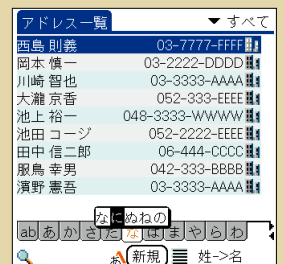 アドレス一覧 ▼すべて
西島 則義 03-7777-FFFF
岡本 慎一 03-2222-DDDD
川崎 智也 03-3333-AAAA
大瀧 京香 052-333-EEEE
池上 裕一 048-3333-WWWW
池田 コージ 052-2222-EEEE
田中 信二郎 06-444-CCCC
服鳥 幸男 042-333-BBBB
濱野 憲吾 03-3333-AAAA
なにぬねの
ab あ か さ た な は ま や ら わ
あ 新規 姓->名